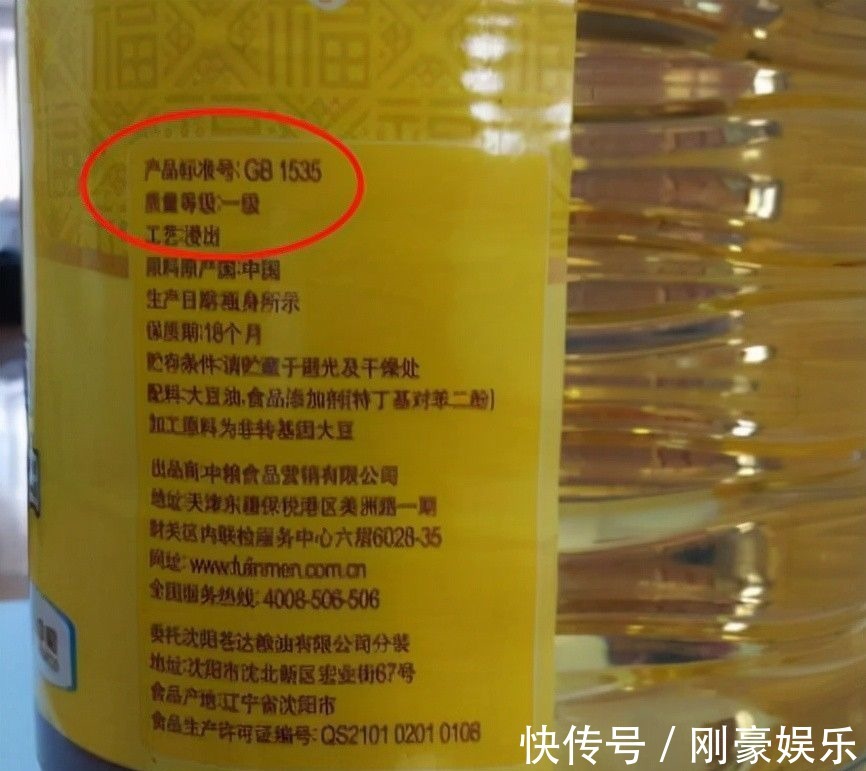 产品标准号:GB 1535
质量等级:一级
工艺:浸出
原料原产国:中国
生产日期:瓶身所示
保质期:18个月
贮存条件:请贮藏于避光及干燥处
配料:大豆油,食品添加剂(特丁基对苯二酚)
加工原料为非转基因大豆
出品商:中粮食品营销有限公司
地址:天津东疆保税港区美洲路一期
财关区内联检服务中心六层6028-35
网址:www.fulinmen.com.cn
全国服务热线:4008-506-506
委托沈阳苍达粮油有限公司分装
地址:沈阳市沈北新区宏业街67号
食品产地:辽宁省沈阳市
食品生产许可证编号:QS2101 0201 0108
快传号 / 刚豪娱乐